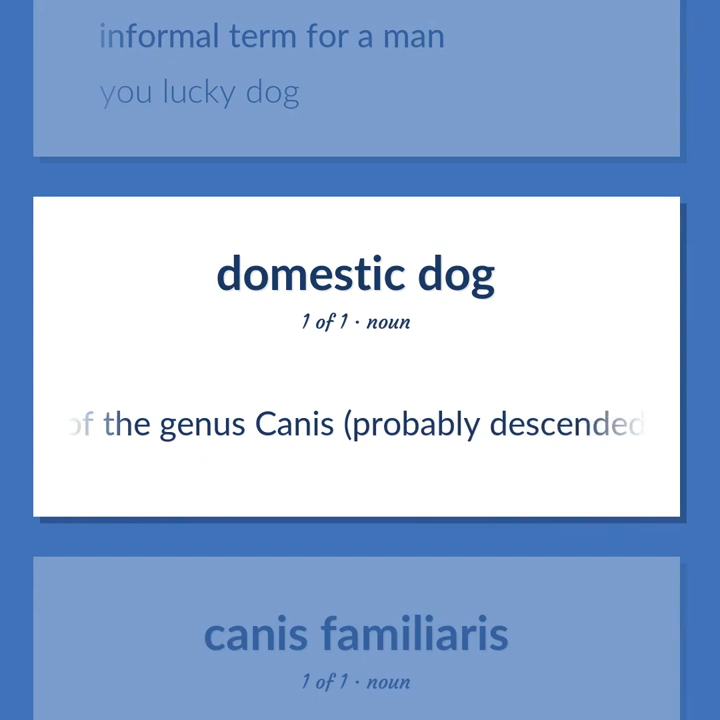 informal term for a man
you lucky dog
domestic dog
1 of 1 · noun
of the genus Canis (probably descended
canis familiaris
1 of 1 · noun